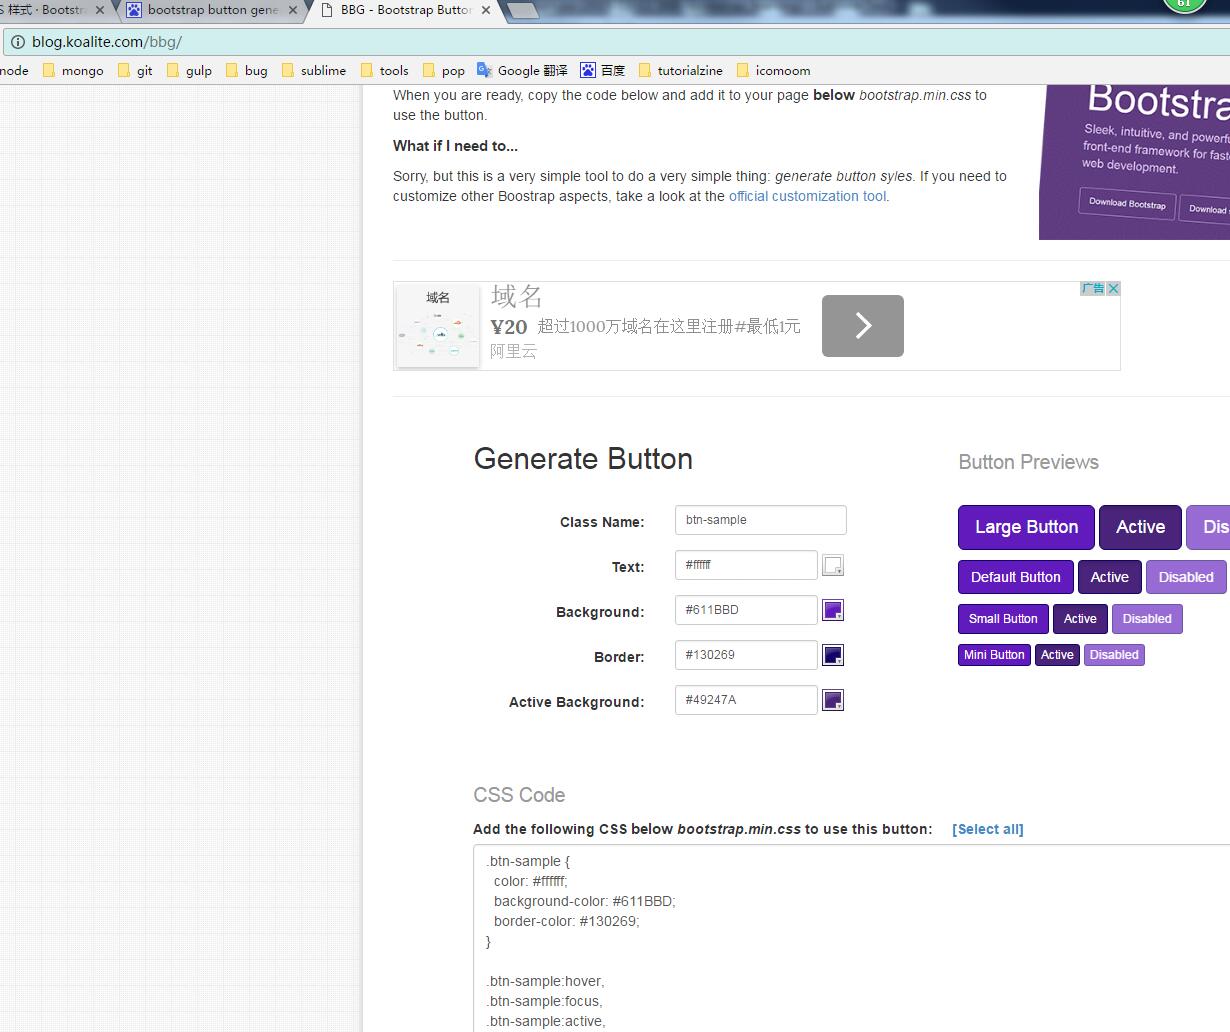 S 样式 · Bootstr
bootstrap button gene
BBG - Bootstrap Button
61
blog.koalite.com/bbg/
node
mongo
git
gulp
bug
sublime
tools
pop
Google 翻译
百度
tutorialzine
icomoom
When you are ready, copy the code below and add it to your page below bootstrap.min.css to
use the button.
What if I need to...
Sorry, but this is a very simple tool to do a very simple thing: generate button syles. If you need to
customize other Boostrap aspects, take a look at the official customization tool.
Bootstra
Sleek, intuitive, and powerfu
front-end framework for faste
web development.
Download Bootstrap
Download
域名
域名
¥20 超过1000万域名在这里注册#最低1元
阿里云
广告
Generate Button
Class Name:
btn-sample
Text:
#ffffff
Background:
#611BBD
Border:
#130269
Active Background:
#49247A
Button Previews
Large Button
Active
Dis
Default Button
Active
Disabled
Small Button
Active
Disabled
Mini Button
Active
Disabled
CSS Code
Add the following CSS below bootstrap.min.css to use this button: [Select all]
.btn-sample {
color: #ffffff;
background-color: #611BBD;
border-color: #130269;
}
.btn-sample:hover,
.btn-sample:focus,
.btn-sample:active,